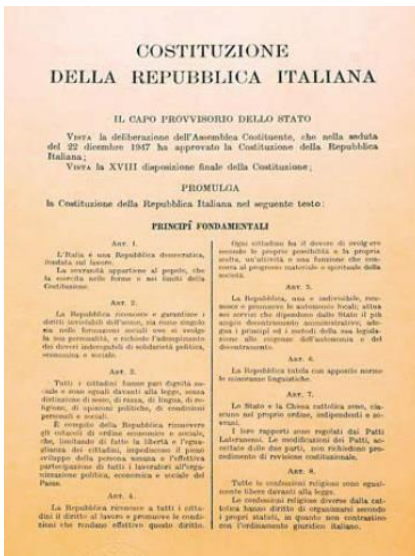 COSTITUZIONE
DELLA REPUBBLICA ITALIANA
IL CAPO PROVVISORIO DELLO STATO
VISTA la deliberazione dell'Assemblea Costituente, che nella seduta
del 22 dicembre 1947 ha approvato la Costituzione della Repubblica
Italiana;
VISTA la XVIII disposizione finale della Costituzione;
PROMULGA
la Costituzione della Repubblica Italiana nel seguente testo:
PRINCIPÎ FONDAMENTALI
ART. 1.
L'Italia è una Repubblica democratica,
fondata sul lavoro.
La sovranità appartiene al popolo, che
la esercita nelle forme e nei limiti della
Costituzione.
ART. 2.
La Repubblica riconosce e garantisce i
diritti inviolabili dell'uomo, sia come singolo
sia nelle formazioni sociali ove si svolge
la sua personalità, e richiede l'adempimento
dei doveri inderogabili di solidarietà politica,
economica e sociale.
ART. 3.
Tutti i cittadini hanno pari dignità so-
ciale e sono eguali davanti alla legge, senza
distinzione di sesso, di razza, di lingua, di re-
ligione, di opinioni politiche, di condizioni
personali e sociali.
È compito della Repubblica rimuovere
gli ostacoli di ordine economico e sociale,
che, limitando di fatto la libertà e l'egua-
glianza dei cittadini, impediscono il pieno
sviluppo della persona umana e l'effettiva
partecipazione di tutti i lavoratori all'orga-
nizzazione politica, economica e sociale del
Paese.
ART. 4.
La Repubblica riconosce a tutti i citta-
dini il diritto al lavoro e promuove le condi-
zioni che rendano effettivo questo diritto.
Ogni cittadino ha il dovere di svolgere
secondo le proprie possibilità e la propria
scelta, un'attività o una funzione che con-
corra al progresso materiale o spirituale della
società.
ART. 5.
La Repubblica, una e indivisibile, rico-
nosce e promuove le autonomie locali; attua
nei servizi che dipendono dallo Stato il più
ampio decentramento amministrativo; ade-
gua i principî ed i metodi della sua legisla-
zione alle esigenze dell'autonomia e del
decentramento.
ART. 6.
La Repubblica tutela con apposite norme
le minoranze linguistiche.
ART. 7.
Lo Stato e la Chiesa cattolica sono, cia-
scuno nel proprio ordine, indipendenti e so-
vrani.
I loro rapporti sono regolati dai Patti
Lateranensi. Le modificazioni dei Patti, ac-
cettate dalle due parti, non richiedono pro-
cedimento di revisione costituzionale.
ART. 8.
Tutte le confessioni religiose sono egual-
mente libere davanti alla legge.
Le confessioni religiose diverse dalla cat-
tolica hanno diritto di organizzarsi secondo
i propri statuti, in quanto non contrastino
con l'ordinamento giuridico italiano.